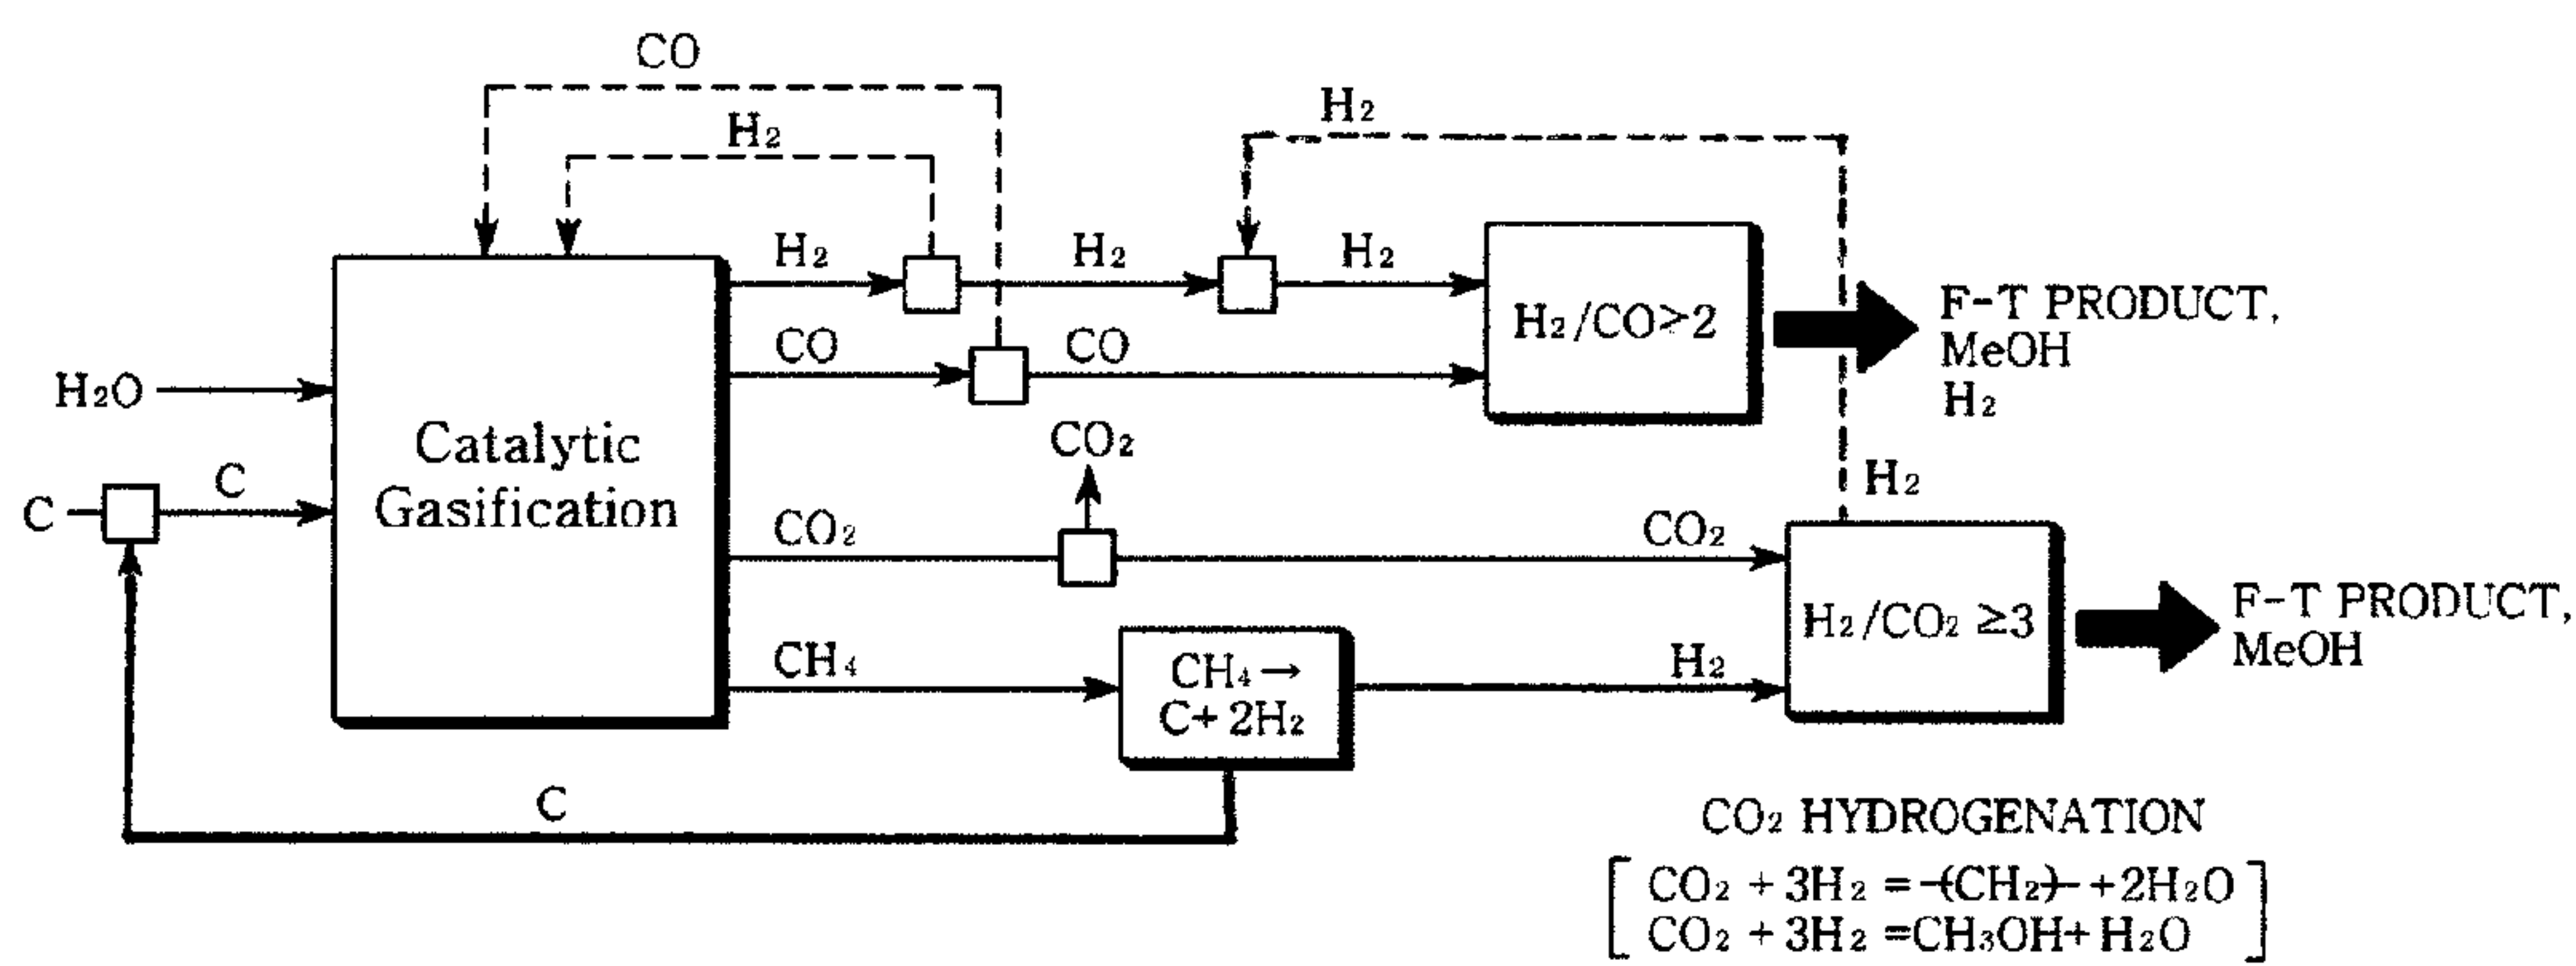 CO
H₂
H₂
H₂
H₂
H₂
CO
CO
H₂/CO>2
F-T PRODUCT,
MeOH
H₂
H₂O
Catalytic
Gasification
C
C
CO₂
H₂
CO₂
CO₂
H₂/CO₂ ≥3
F-T PRODUCT,
MeOH
CH₄
CH₄→
C+2H₂
H₂
C
CO₂ HYDROGENATION
CO₂ + 3H₂ = -(CH₂)- +2H₂O
CO₂ + 3H₂ =CH₃OH+ H₂O